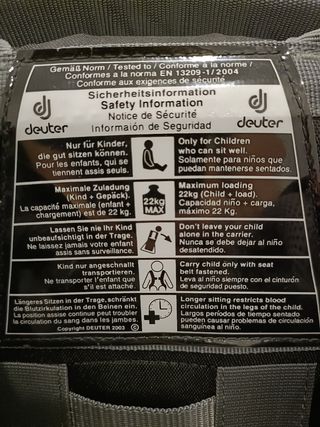 Gemäß Norm / Tested to / Conforme à la norme /
Conformes a la norma EN 13209-1/2004
Conforme aux exigences de sécurité
Sicherheitsinformation
Safety Information
Notice de Sécurité
Informaión de Seguridad
deuter
deuter
Nur für Kinder,
die gut sitzen können.
Pour les enfants, qui se
tiennent assis seuls.
Only for Children
who can sit well.
Solamente para niños que
puedan mantenerse sentados.
Maximale Zuladung
(Kind + Gepäck).
La capacité maximale (enfant +
chargement) est de 22 kg.
22kg
MAX
Maximum loading
22kg (Child + load).
Capacidad niño + carga,
máximo 22 Kg.
Lassen Sie nie Ihr Kind
unbeaufsichtigt in der Trage.
Ne laissez jamais votre enfant
assis sans surveillance.
Don't leave your child
alone in the carrier.
Nunca se debe dejar al niño
desatendido.
Kind nur angeschnallt
transportieren.
Ne transporter l'enfant que
s'il est attaché.
Carry child only with seat
belt fastened.
Leva al niño siempre con el cinturón
de seguridad puesto.
Längeres Sitzen in der Trage, schränkt
die Blutzirkulation in den Beinen ein.
La position assise continue peut troubler
la circulation du sang dans les jambes.
Copyright DEUTER 2003 ©
Longer sitting restricts blood
circulation in the legs of the child.
Largos períodos de tiempo sentado
pueden causar problemas de circulación
sanguínea al niño.